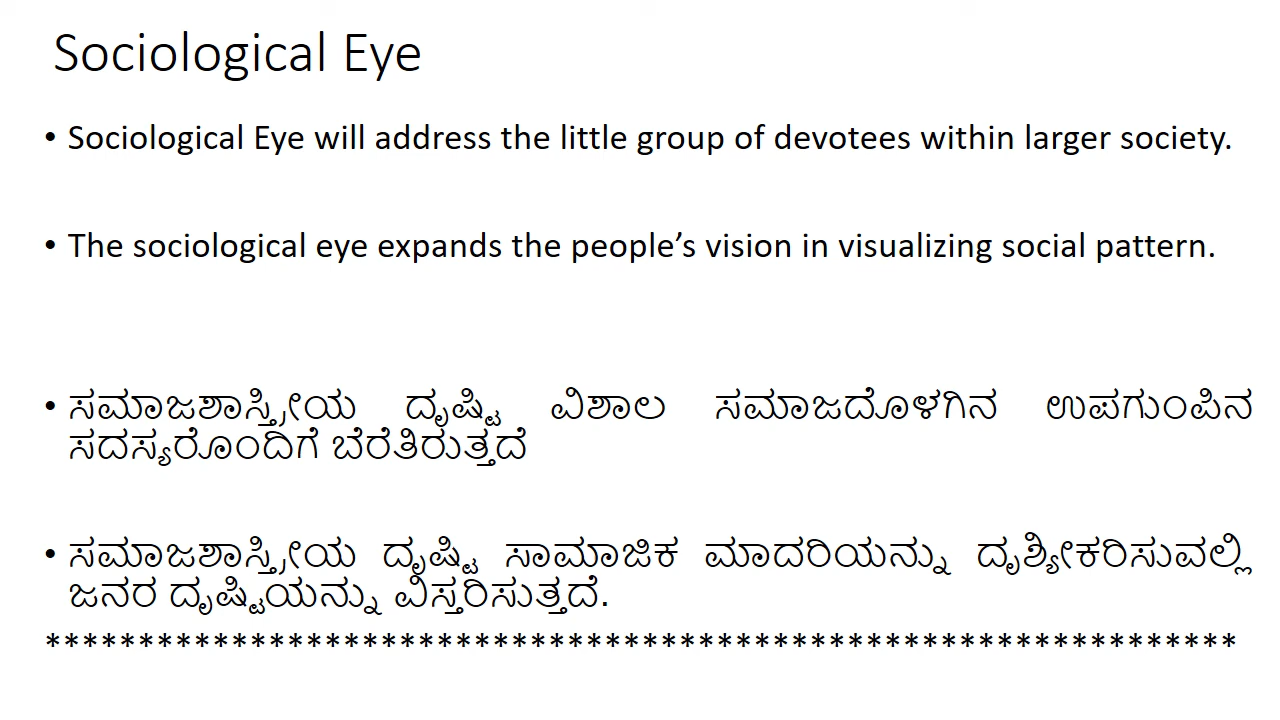 Sociological Eye
• Sociological Eye will address the little group of devotees within larger society.
• The sociological eye expands the people’s vision in visualizing social pattern.
• ಸಮಾಜಶಾಸ್ತ್ರೀಯ ದೃಷ್ಟಿ ವಿಶಾಲ ಸಮಾಜದೊಳಗಿನ ಉಪಗುಂಪಿನ
ಸದಸ್ಯರೊಂದಿಗೆ ಬೆರೆತಿರುತ್ತದೆ
• ಸಮಾಜಶಾಸ್ತ್ರೀಯ ದೃಷ್ಟಿ ಸಾಮಾಜಿಕ ಮಾದರಿಯನ್ನು ದೃಶ್ಯೀಕರಿಸುವಲ್ಲಿ
ಜನರ ದೃಷ್ಟಿಯನ್ನು ವಿಸ್ತರಿಸುತ್ತದೆ.
****************************************************************